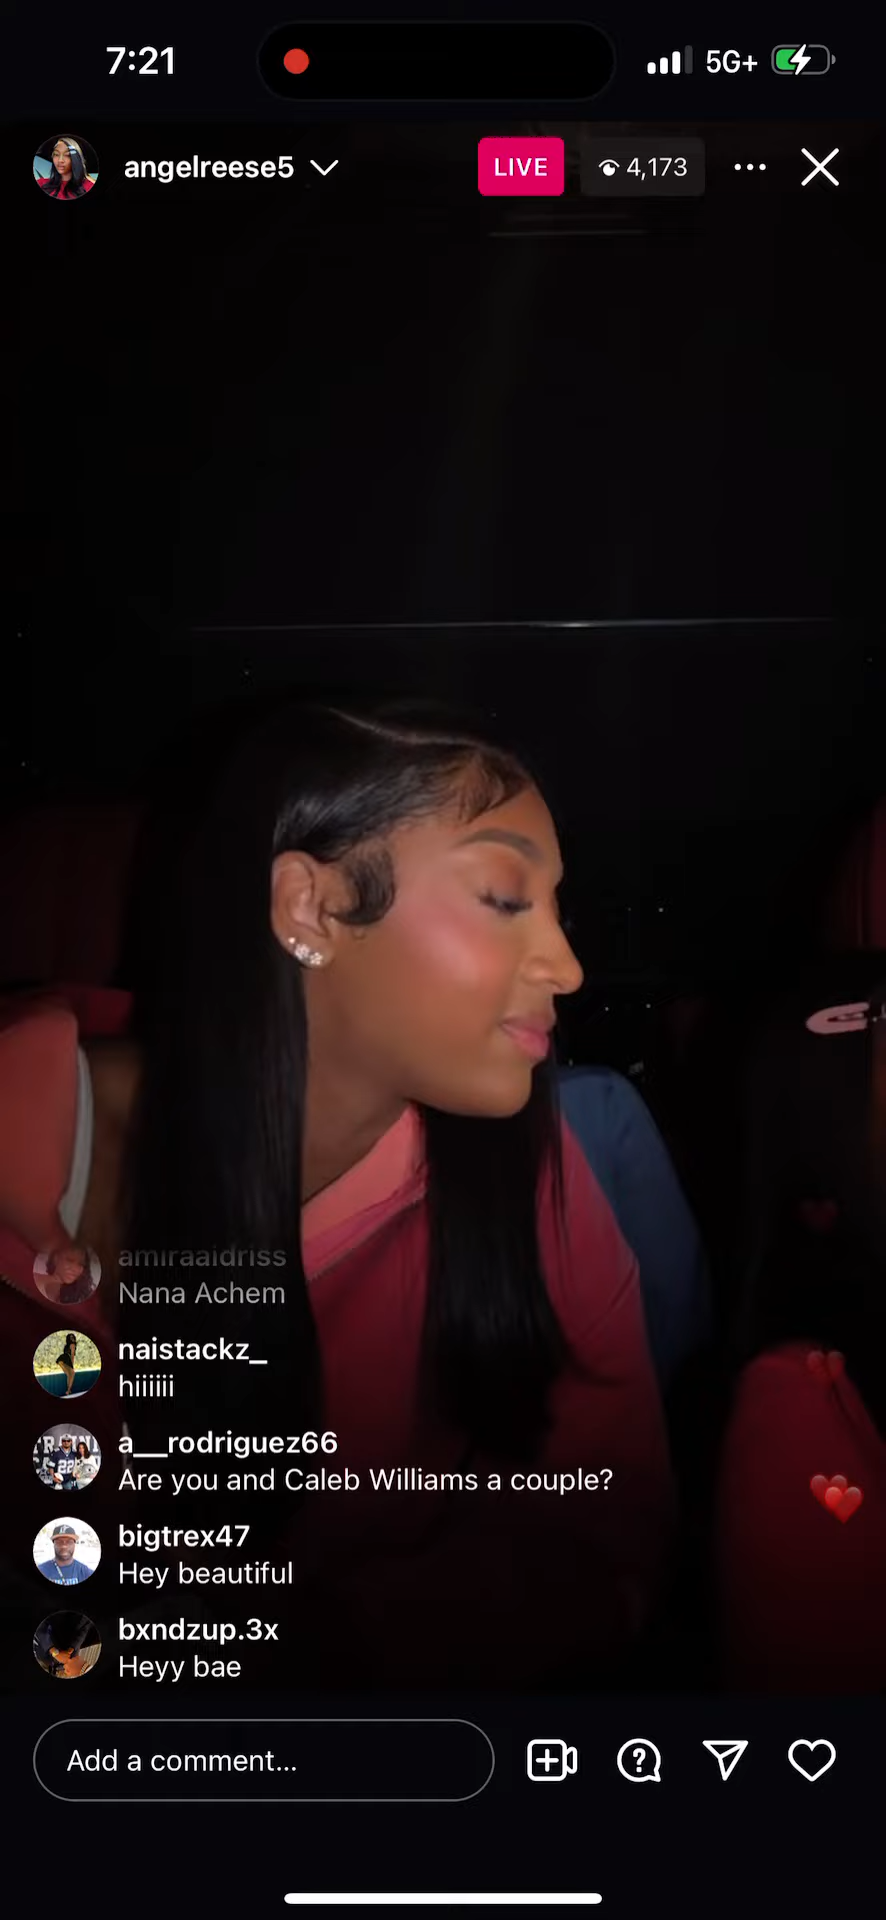 7:21
5G+
angelreese5
LIVE
4,173
amiraaidriss
Nana Achem
naistackz_
hiiiiii
a__rodriguez66
Are you and Caleb Williams a couple?
bigtrex47
Hey beautiful
bxndzup.3x
Heyy bae
Add a comment...